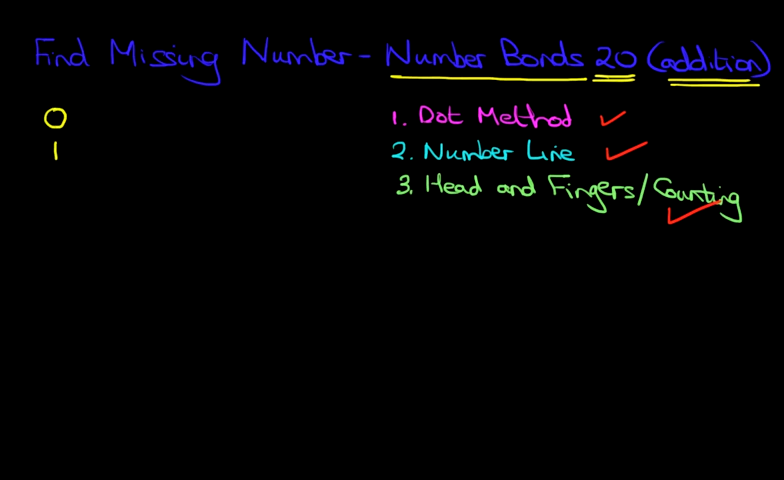 Find Missing Number - Number Bonds 20 (addition)
0
1
1. Dot Method
2. Number Line
3. Head and Fingers/Counting